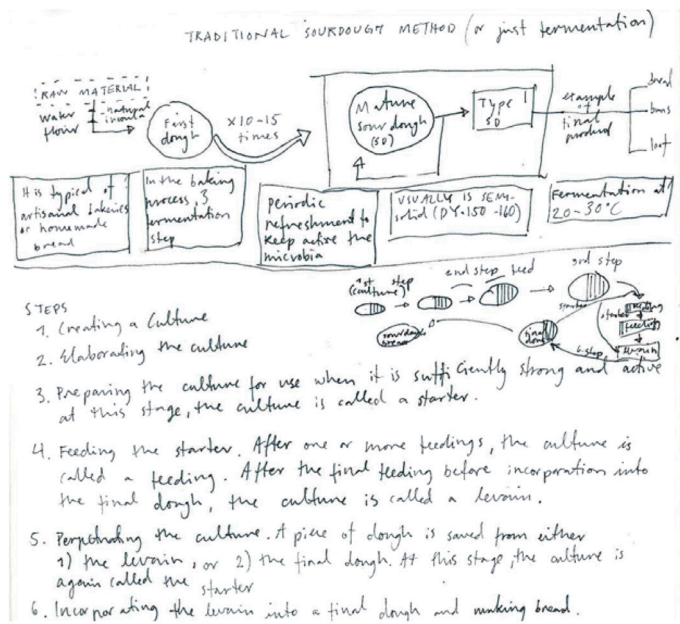 TRADITIONAL SOURDOUGH METHOD (or just fermentation)
RAW MATERIAL
water
flour
natural
inocula
First
dough
x10-15
times
Mature
sourdough
(SD)
Type 1
SD
example
of
final
product
bread
buns
loaf
It is typical of
artisanal bakeries
or homemade
bread
In the baking
process, 3
fermentation
step
Periodic
refreshment to
keep active the
microbia
USUALLY is SEMI-
solid (DY.150-160)
Fermentation at
20-30°C
1st step
(culture)
2nd step feed
3rd step
starter
starter
feeding
feeding
levain
6. step
final
dough
sourdough
bread
STEPS
1. Creating a Culture
2. Elaborating the culture
3. Preparing the culture for use when it is sufficiently strong and active
at this stage, the culture is called a starter.
4. Feeding the starter. After one or more feedings, the culture is
called a feeding. After the final feeding before incorporation into
the final dough, the culture is called a levain.
5. Perpetuating the culture. A piece of dough is saved from either
1) the levain, or 2) the final dough. At this stage, the culture is
again called the starter
6. Incorporating the levain into a final dough and making bread.